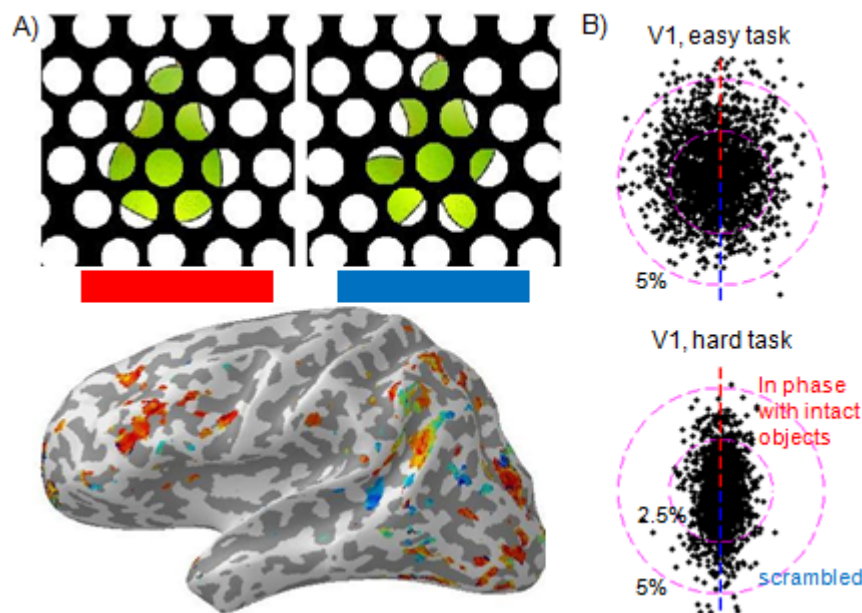 A)
B)
V1, easy task
5%
V1, hard task
In phase
with intact
objects
2.5%
5%
scrambled